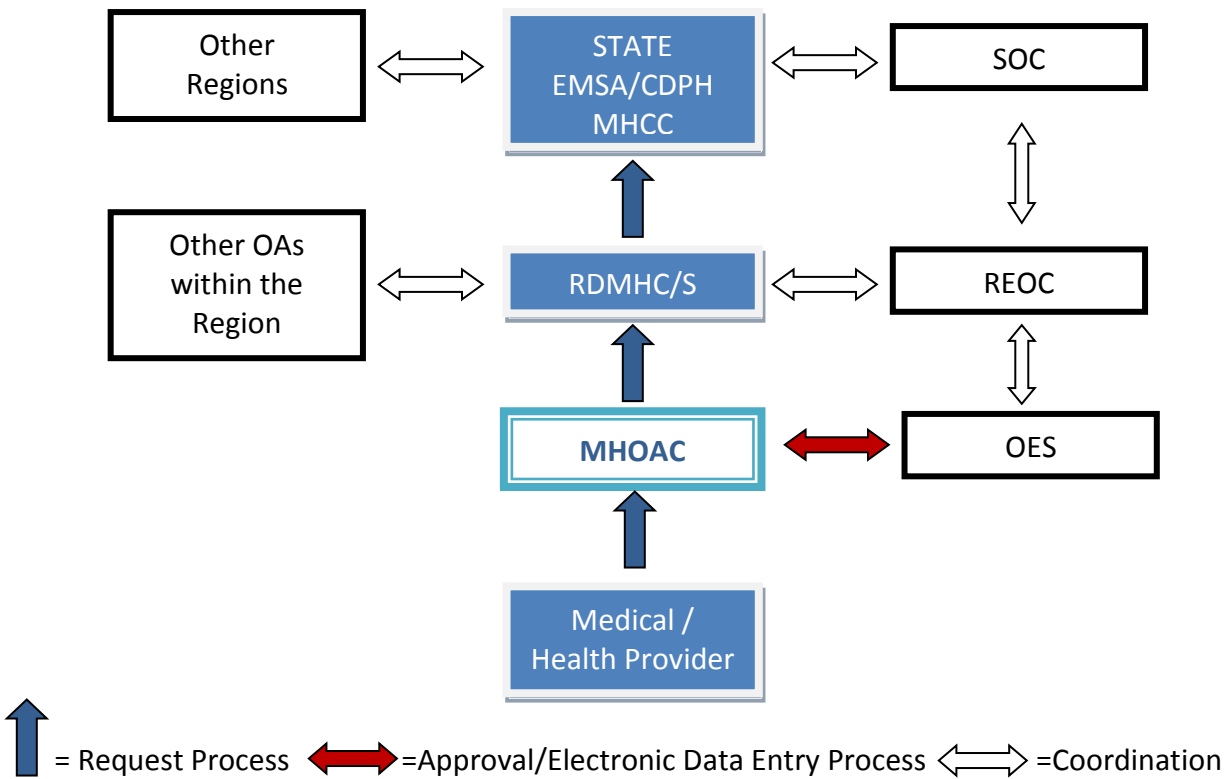 Other
Regions
STATE
EMSA/CDPH
MHCC
SOC
Other OAs
within the
Region
RDMHC/S
REOC
MHOAC
OES
Medical /
Health Provider
= Request Process =Approval/Electronic Data Entry Process =Coordination